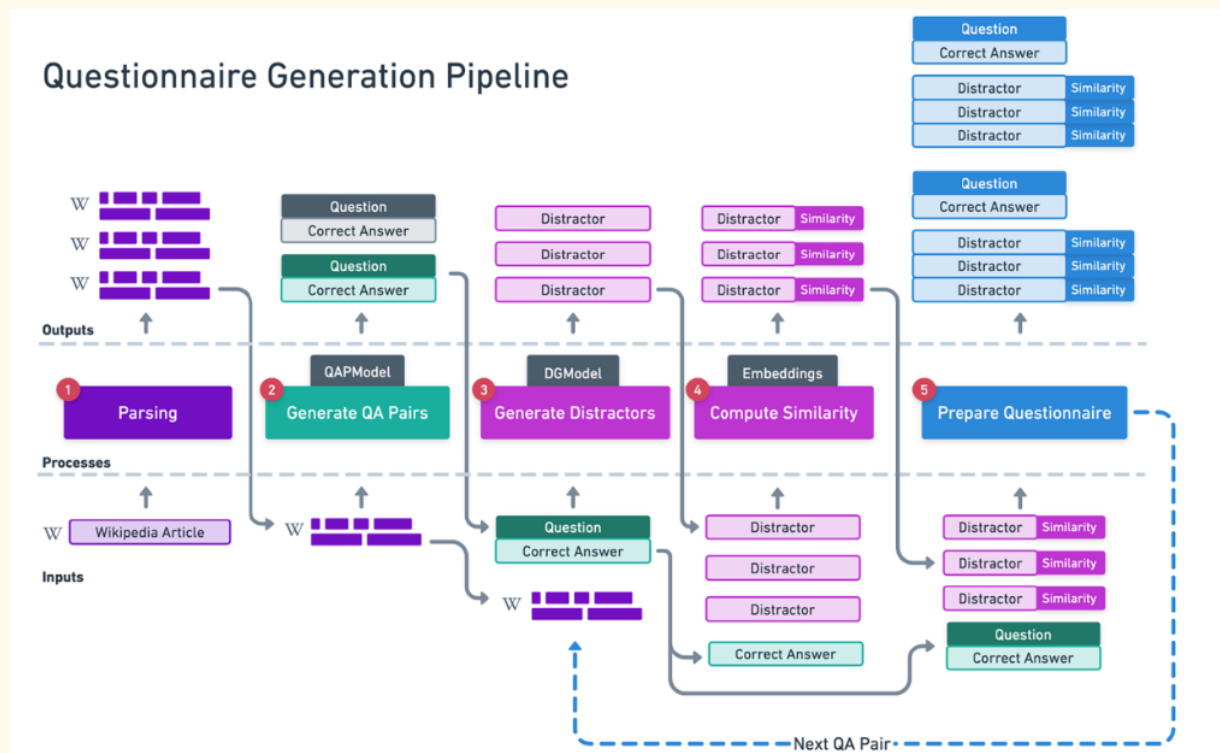 Questionnaire Generation Pipeline
Question
Correct Answer
Distractor Similarity
Distractor Similarity
Distractor Similarity
Question
Correct Answer
Distractor Similarity
Distractor Similarity
Distractor Similarity
W
W
W
Question
Correct Answer
Question
Correct Answer
Distractor
Distractor
Distractor
Distractor Similarity
Distractor Similarity
Distractor Similarity
Outputs
1
Parsing
QAPModel
2
Generate QA Pairs
DGModel
3
Generate Distractors
Embeddings
4
Compute Similarity
5
Prepare Questionnaire
Processes
W Wikipedia Article
W
Question
Correct Answer
W
Distractor
Distractor
Distractor
Correct Answer
Distractor Similarity
Distractor Similarity
Distractor Similarity
Question
Correct Answer
Inputs
Next QA Pair